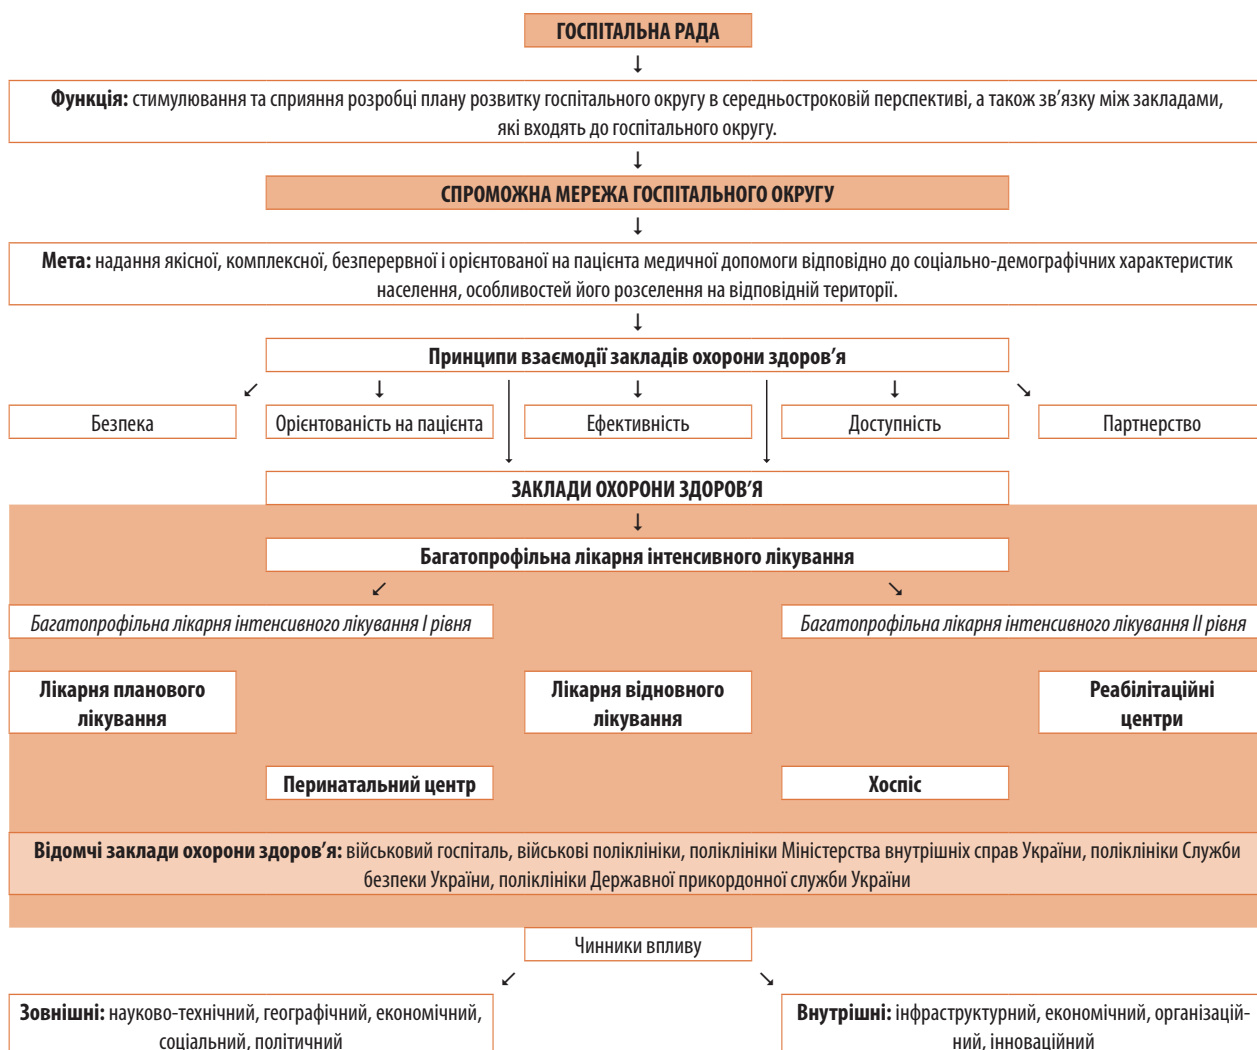 ГОСПІТАЛЬНА РАДА
Функція: стимулювання та сприяння розробці плану розвитку госпітального округу в середньостроковій перспективі, а також зв’язку між закладами,
які входять до госпітального округу.
СПРОМОЖНА МЕРЕЖА ГОСПІТАЛЬНОГО ОКРУГУ
Мета: надання якісної, комплексної, безперервної і орієнтованої на пацієнта медичної допомоги відповідно до соціально-демографічних характеристик
населення, особливостей його розселення на відповідній території.
Принципи взаємодії закладів охорони здоров’я
Безпека
Орієнтованість на пацієнта
Ефективність
Доступність
Партнерство
ЗАКЛАДИ ОХОРОНИ ЗДОРОВ’Я
Багатопрофільна лікарня інтенсивного лікування
Багатопрофільна лікарня інтенсивного лікування I рівня
Багатопрофільна лікарня інтенсивного лікування II рівня
Лікарня планового
лікування
Лікарня відновного
лікування
Реабілітаційні
центри
Перинатальний центр
Хоспіс
Відомчі заклади охорони здоров’я: військовий госпіталь, військові поліклініки, поліклініки Міністерства внутрішніх справ України, поліклініки Служби
безпеки України, поліклініки Державної прикордонної служби України
Чинники впливу
Зовнішні: науково-технічний, географічний, економічний,
соціальний, політичний
Внутрішні: інфраструктурний, економічний, організацій-
ний, інноваційний